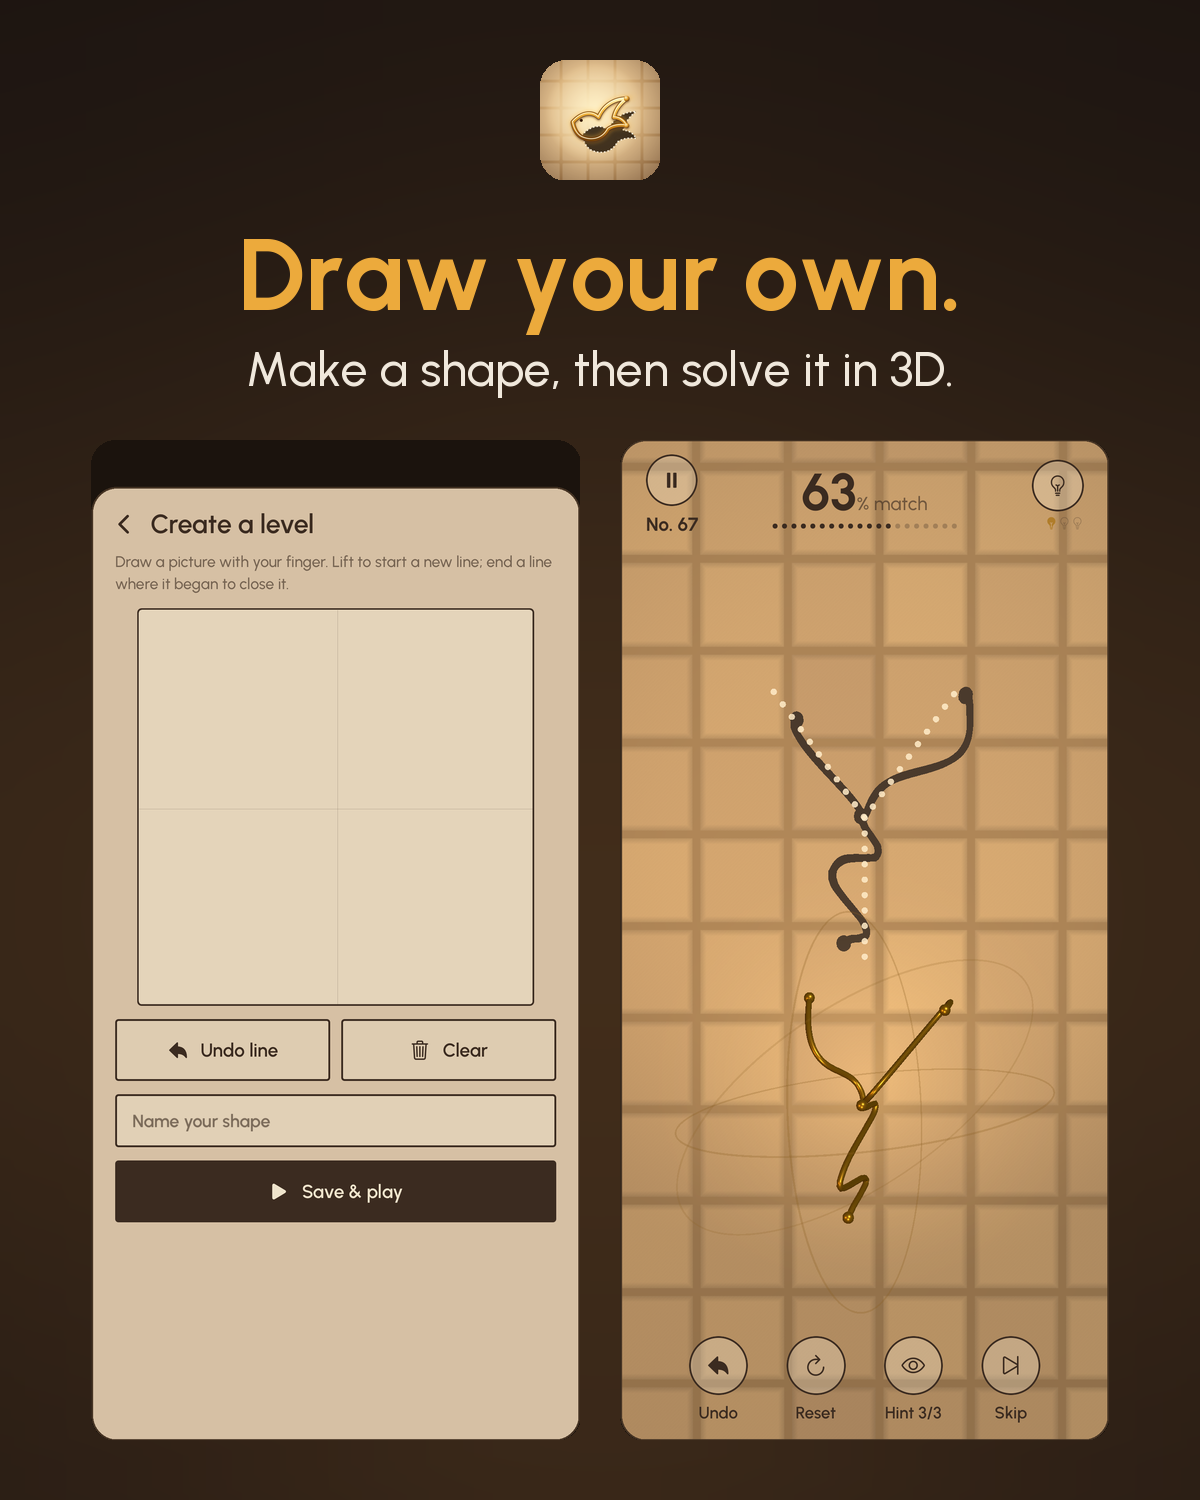 Draw your own.
Make a shape, then solve it in 3D.
Create a level
Draw a picture with your finger. Lift to start a new line; end a line
where it began to close it.
Undo line
Clear
Name your shape
Save & play
63% match
No. 67
Undo
Reset
Hint 3/3
Skip